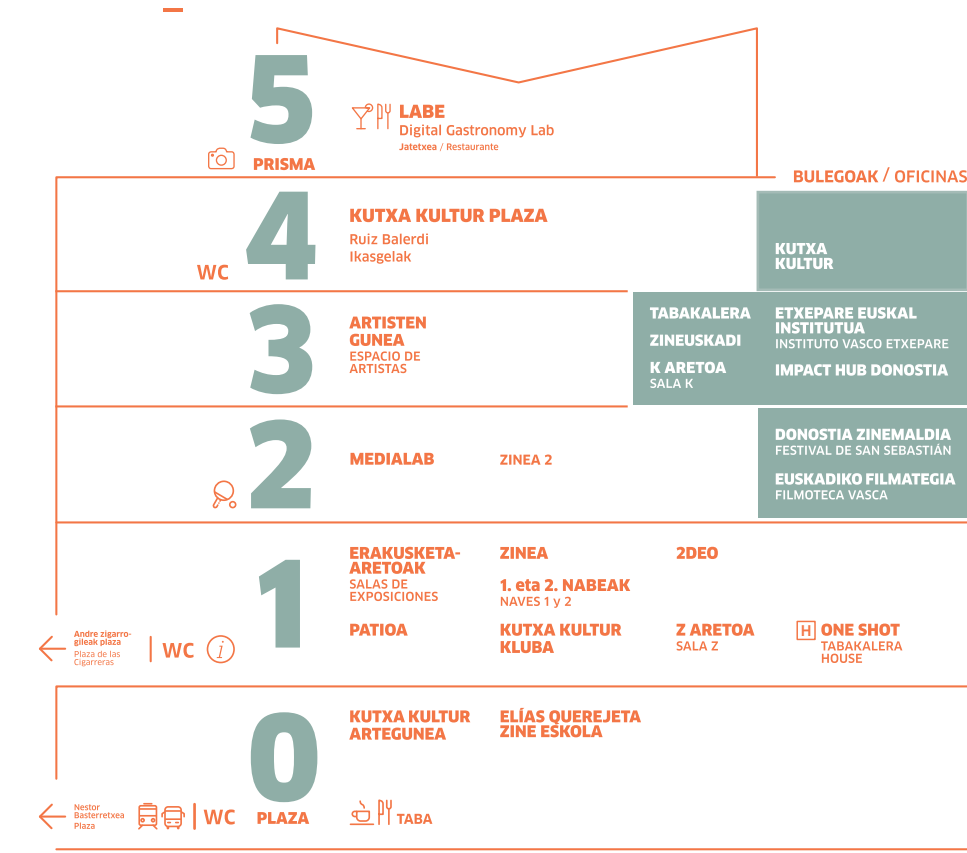 5
LABE
Digital Gastronomy Lab
Jatetxea / Restaurante
PRISMA
BULEGOAK / OFICINAS
4
KUTXA KULTUR PLAZA
Ruiz Balerdi
Ikasgelak
WC
KUTXA
KULTUR
3
ARTISTEN
GUNEA
ESPACIO DE
ARTISTAS
TABAKALERA
ZINEUSKADI
K ARETOA
SALA K
ETXEPARE EUSKAL
INSTITUTUA
INSTITUTO VASCO ETXEPARE
IMPACT HUB DONOSTIA
2
MEDIALAB
ZINEA 2
DONOSTIA ZINEMALDIA
FESTIVAL DE SAN SEBASTIÁN
EUSKADIKO FILMATEGIA
FILMOTECA VASCA
1
ERAKUSKETA-
ARETOAK
SALAS DE
EXPOSICIONES
ZINEA
2DEO
1. eta 2. NABEAK
NAVES 1 y 2
PATIOA
KUTXA KULTUR
KLUBA
Z ARETOA
SALA Z
H ONE SHOT
TABAKALERA
HOUSE
Andre zigarro-
gileak plaza
Plaza de las
Cigarreras
WC
i
0
KUTXA KULTUR
ARTEGUNEA
ELÍAS QUEREJETA
ZINE ESKOLA
Nestor
Basterretxea
Plaza
WC
PLAZA
TABA